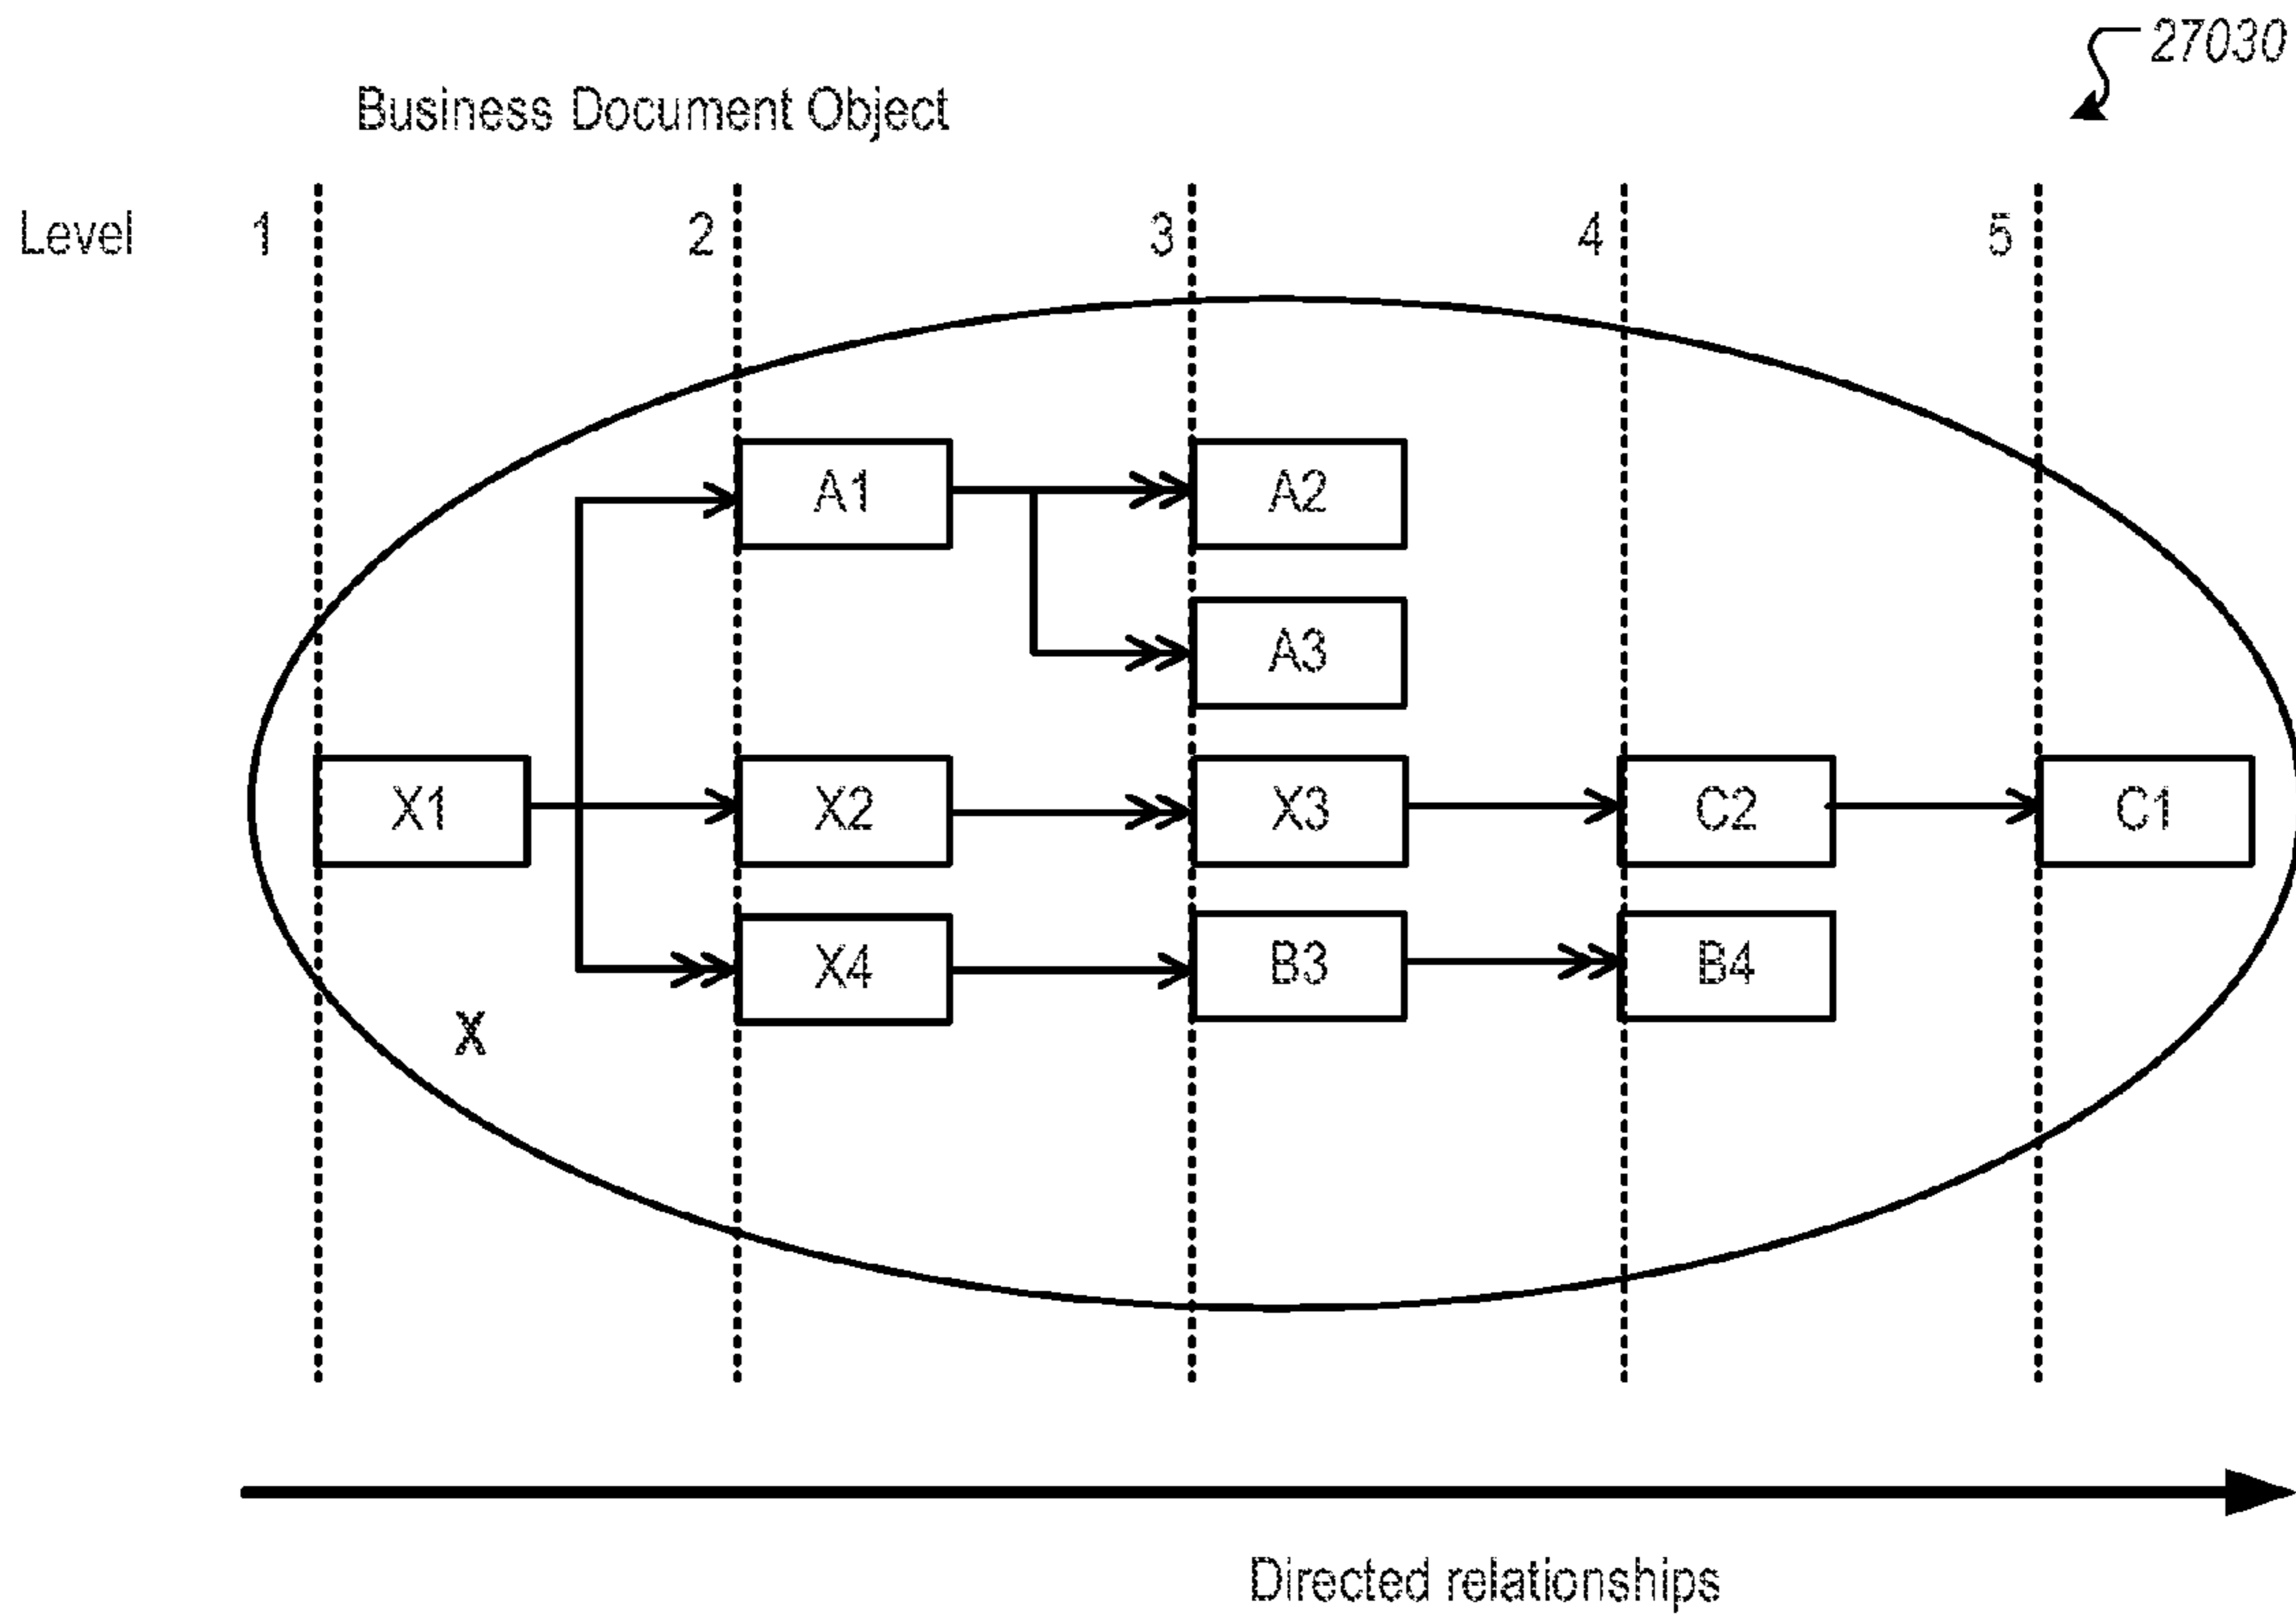 27030
Business Document Object
Level 1 2 3 4 5
A1 A2
A3
X1 X2 X3 C2 C1
X4 B3 B4
X
Directed relationships